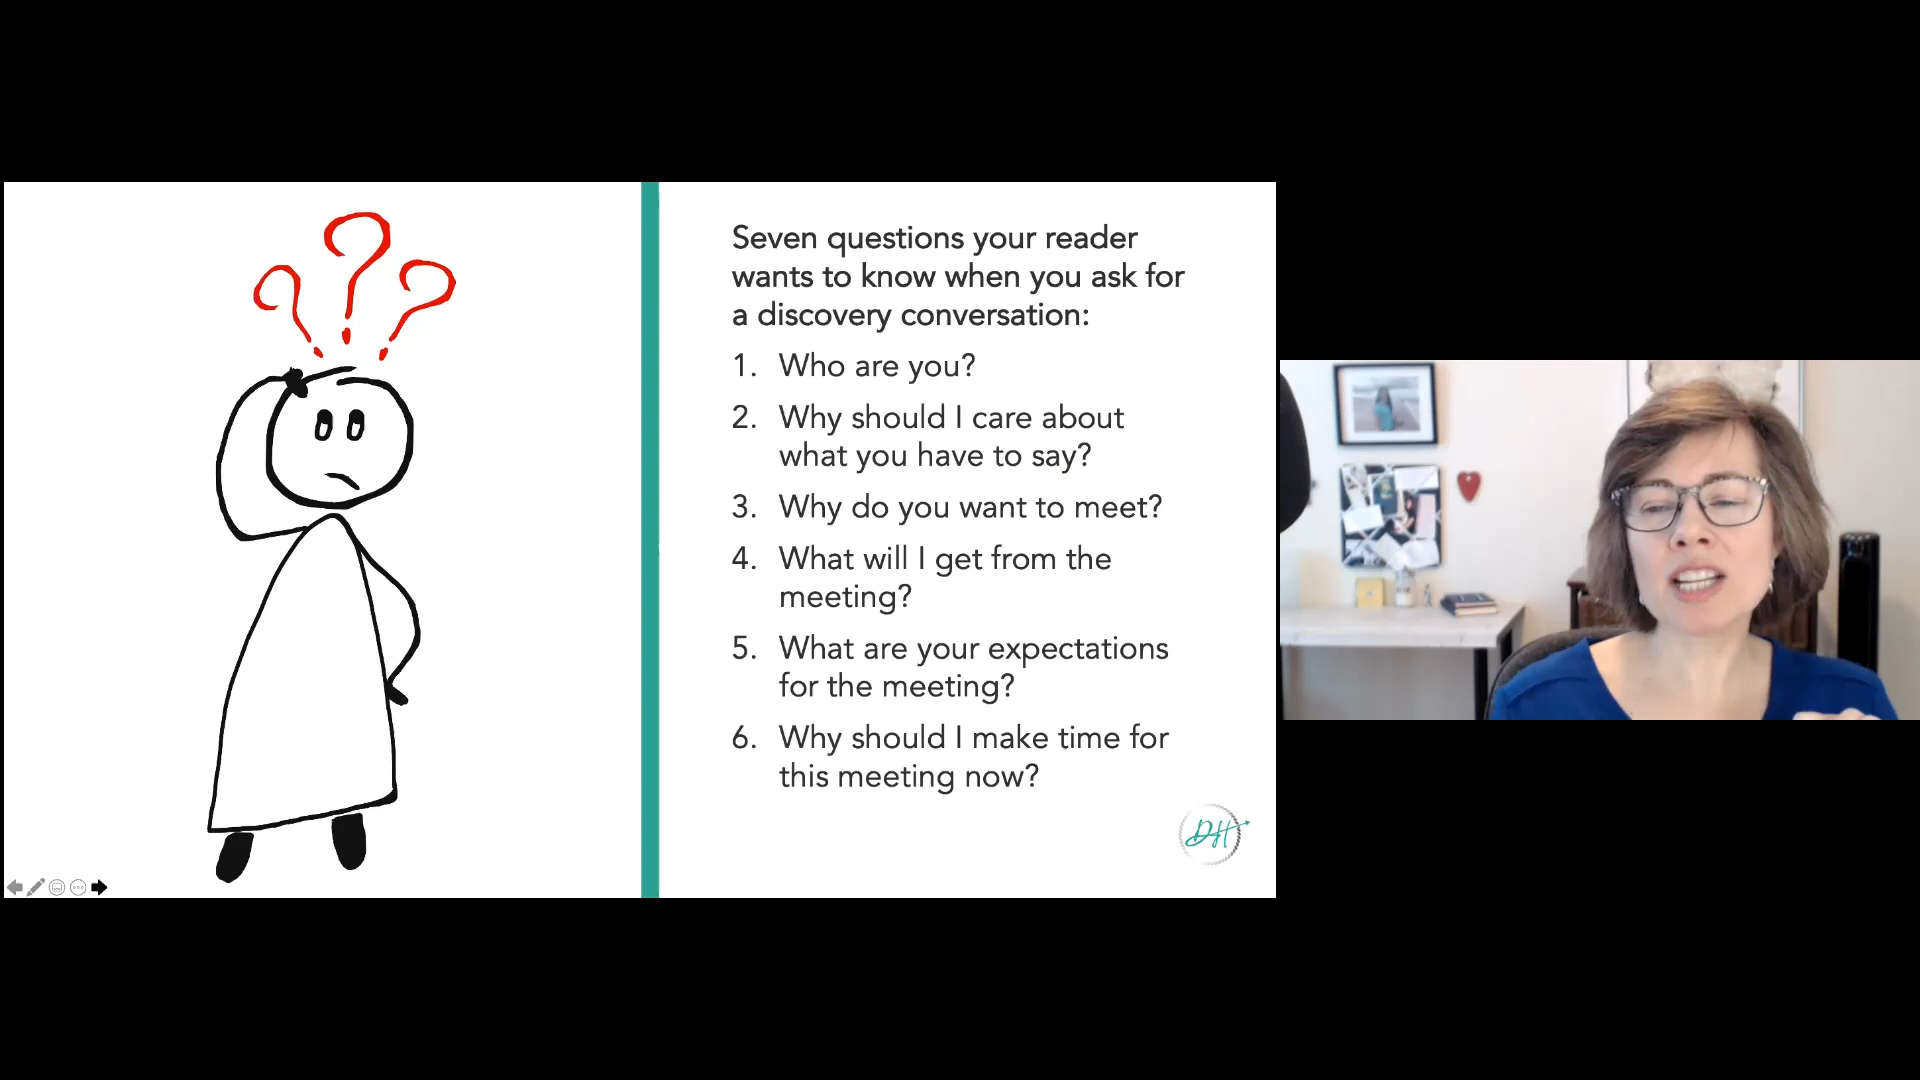 Seven questions your reader
wants to know when you ask for
a discovery conversation:
1. Who are you?
2. Why should I care about
what you have to say?
3. Why do you want to meet?
4. What will I get from the
meeting?
5. What are your expectations
for the meeting?
6. Why should I make time for
this meeting now?
DH